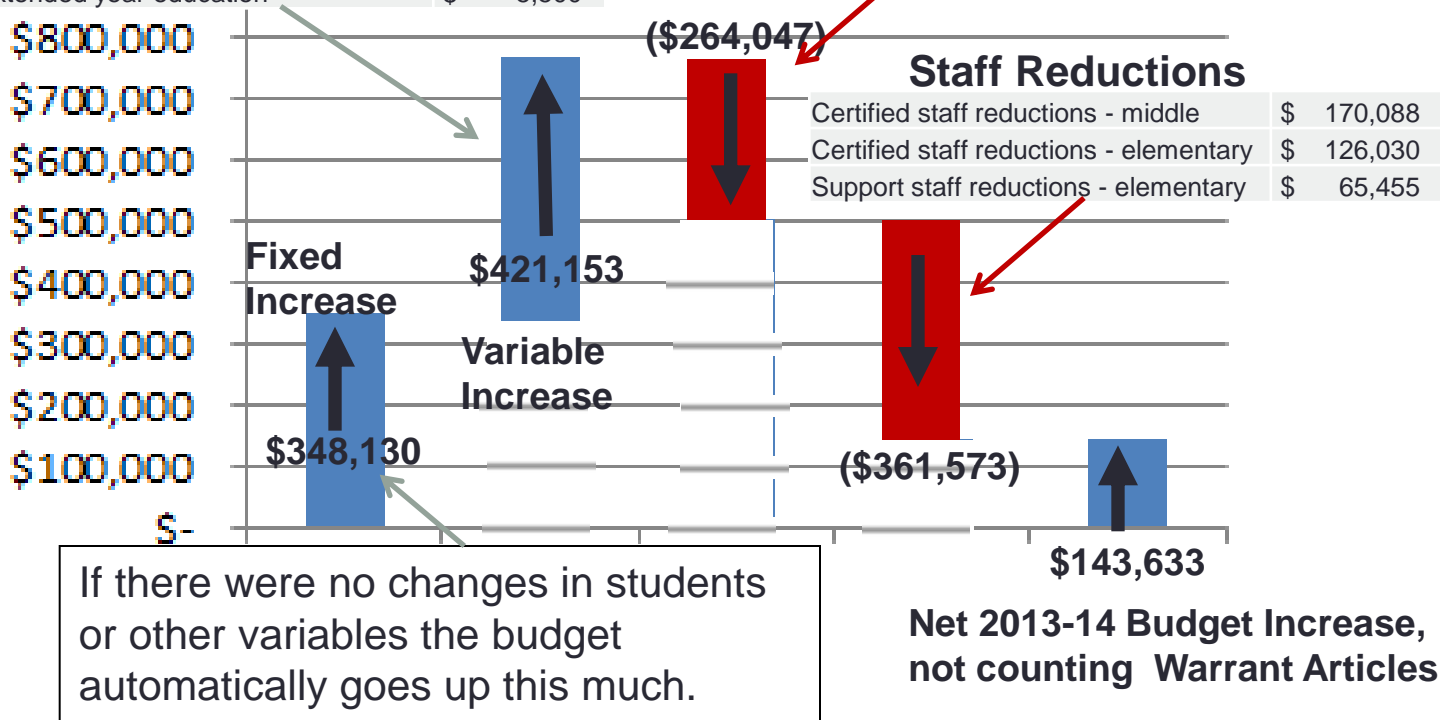 $800,000
($264,047)
Staff Reductions
$700,000
Certified staff reductions - middle $ 170,088
$600,000
Certified staff reductions - elementary $ 126,030
Support staff reductions - elementary $ 65,455
$500,000
Fixed
Increase
$421,153
$400,000
$300,000
Variable
Increase
$200,000
$348,130
$100,000
($361,573)
$-
$143,633
If there were no changes in students
or other variables the budget
automatically goes up this much.
Net 2013-14 Budget Increase,
not counting Warrant Articles